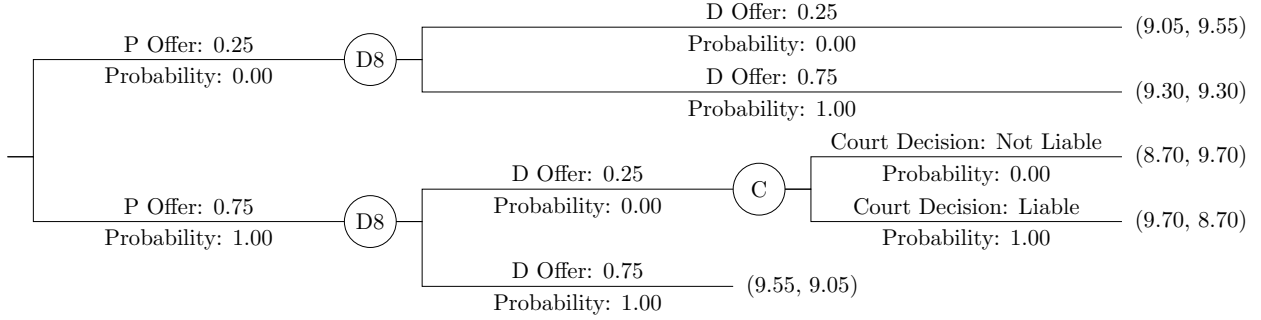 D Offer: 0.25
Probability: 0.00
(9.05, 9.55)
P Offer: 0.25
Probability: 0.00
D8
D Offer: 0.75
Probability: 1.00
(9.30, 9.30)
Court Decision: Not Liable
Probability: 0.00
(8.70, 9.70)
D Offer: 0.25
Probability: 0.00
C
P Offer: 0.75
Probability: 1.00
D8
Court Decision: Liable
Probability: 1.00
(9.70, 8.70)
D Offer: 0.75
Probability: 1.00
(9.55, 9.05)